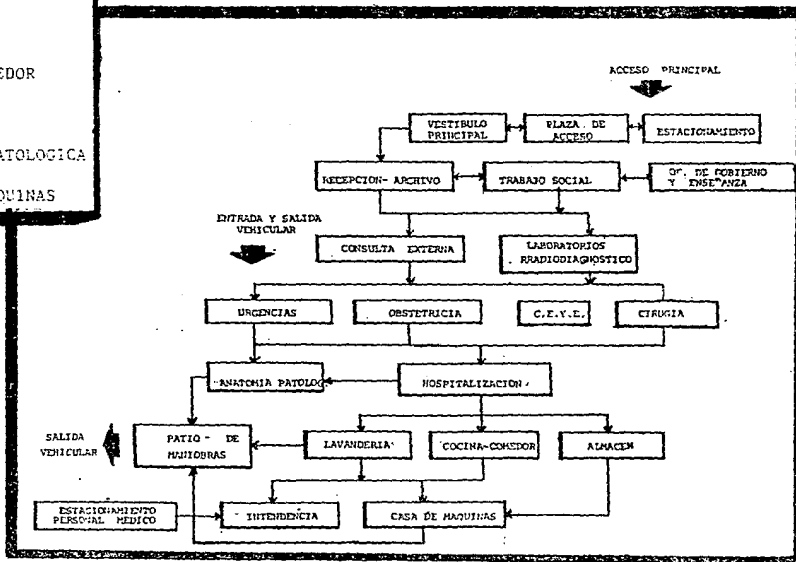 EDOR
ATOLOGICA
QUINAS
ACCESO PRINCIPAL
VESTIBULO
PRINCIPAL
PLAZA DE
ACCESO
ESTACIONAMIENTO
RECEPCION-ARCHIVO
TRABAJO SOCIAL
OF. DE GOBIERNO
Y ENSEÑANZA
ENTRADA Y SALIDA
VEHICULAR
CONSULTA EXTERNA
LABORATORIOS
RRADIODIAGNOSTICO
URGENCIAS
OBSTETRICIA
C.E.Y.E.
CIRUGIA
ANATOMIA PATOLOG
HOSPITALIZACION
SALIDA
VEHICULAR
PATIO - DE
MANIOBRAS
LAVANDERIA
COCINA-COMEDOR
ALMACEN
ESTACIONAMIENTO
PERSONAL MEDICO
INTENDENCIA
CASA DE MAQUINAS